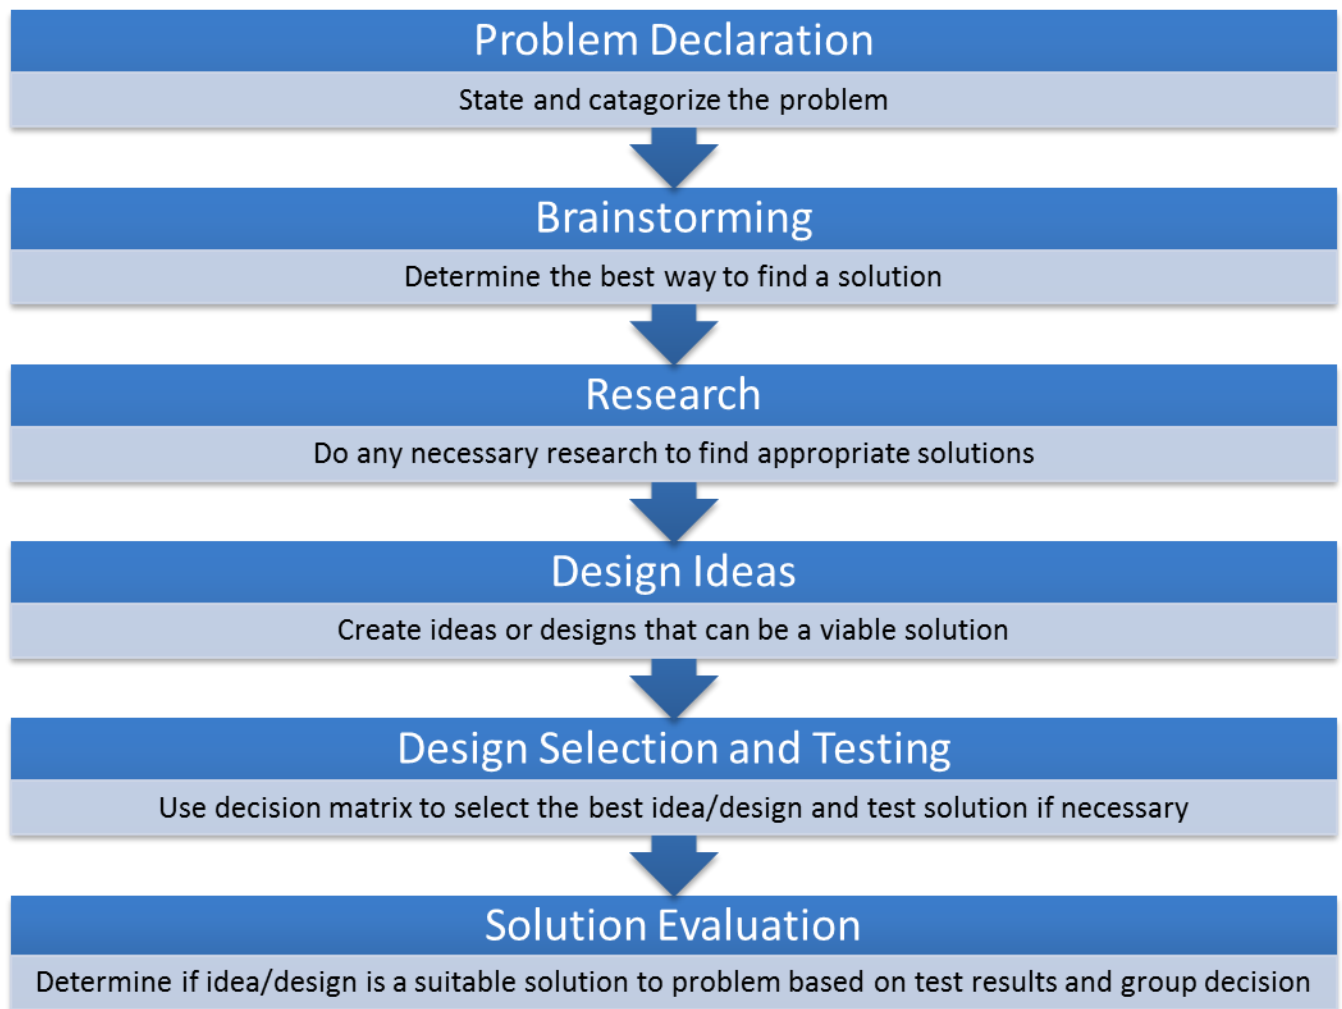 Problem Declaration
State and catagorize the problem
Brainstorming
Determine the best way to find a solution
Research
Do any necessary research to find appropriate solutions
Design Ideas
Create ideas or designs that can be a viable solution
Design Selection and Testing
Use decision matrix to select the best idea/design and test solution if necessary
Solution Evaluation
Determine if idea/design is a suitable solution to problem based on test results and group decision